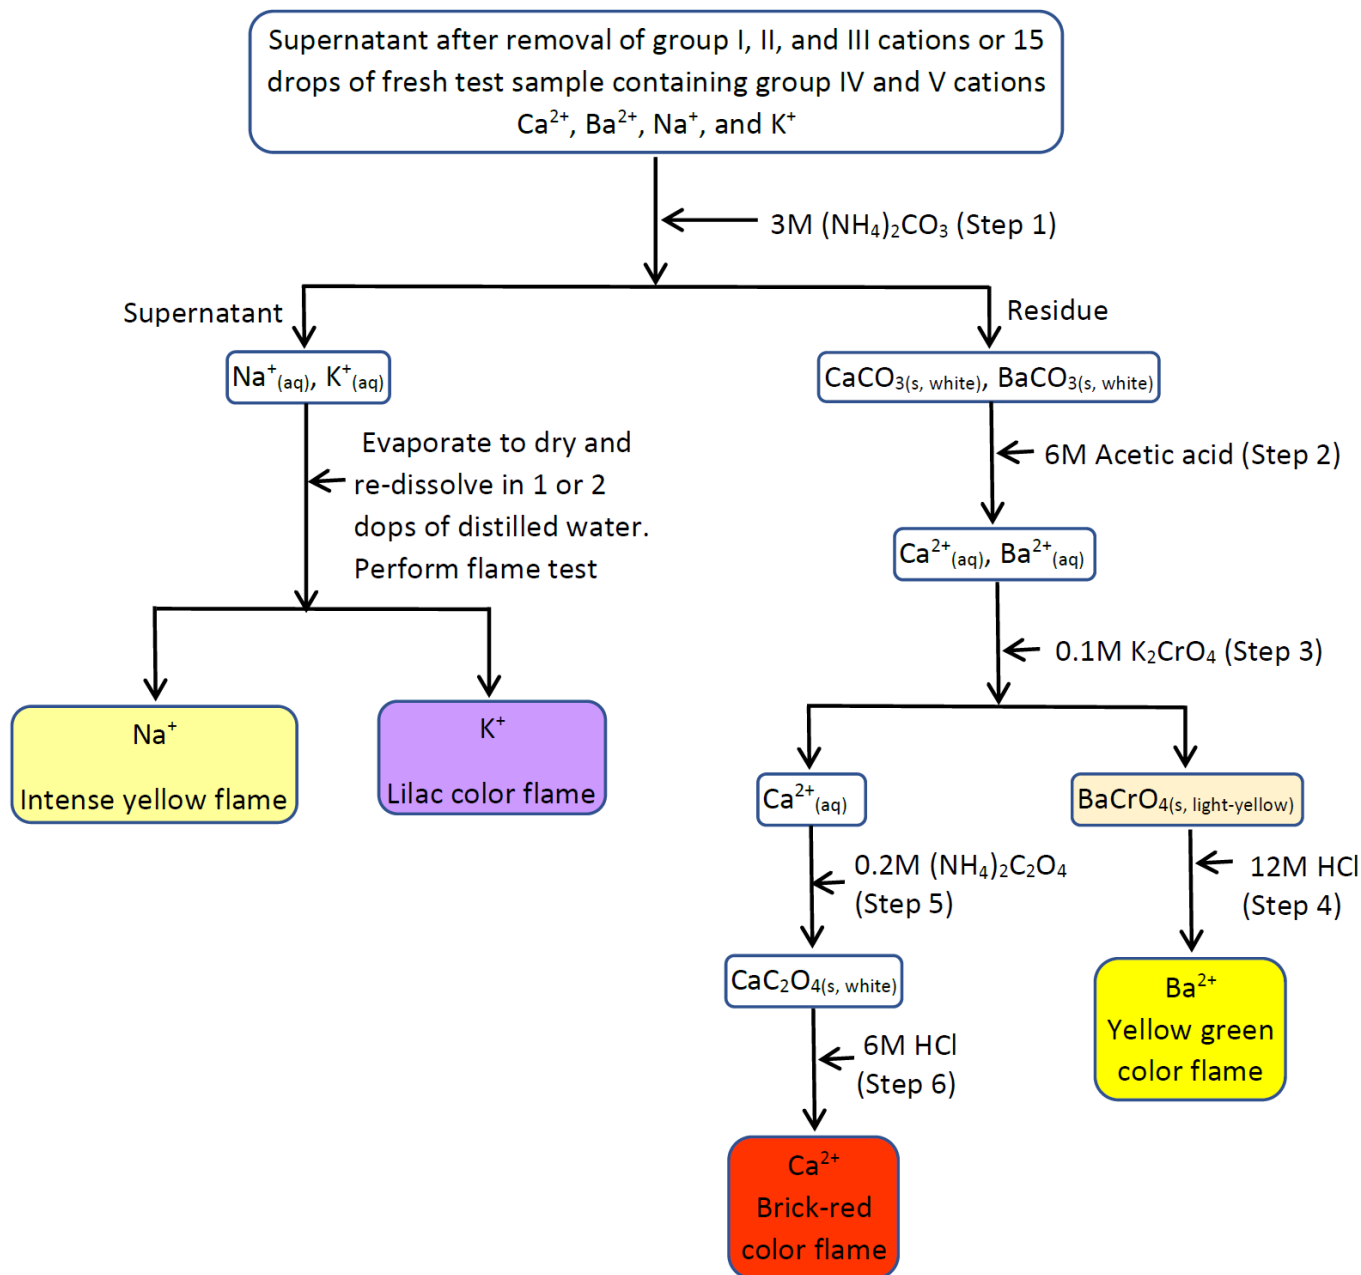 Supernatant after removal of group I, II, and III cations or 15
drops of fresh test sample containing group IV and V cations
Ca²⁺, Ba²⁺, Na⁺, and K⁺
3M (NH₄)₂CO₃ (Step 1)
Supernatant
Residue
Na⁺(aq), K⁺(aq)
CaCO₃(s, white), BaCO₃(s, white)
Evaporate to dry and
re-dissolve in 1 or 2
dops of distilled water.
Perform flame test
6M Acetic acid (Step 2)
Ca²⁺(aq), Ba²⁺(aq)
0.1M K₂CrO₄ (Step 3)
Na⁺
Intense yellow flame
K⁺
Lilac color flame
Ca²⁺(aq)
BaCrO₄(s, light-yellow)
0.2M (NH₄)₂C₂O₄
(Step 5)
12M HCl
(Step 4)
CaC₂O₄(s, white)
Ba²⁺
Yellow green
color flame
6M HCl
(Step 6)
Ca²⁺
Brick-red
color flame